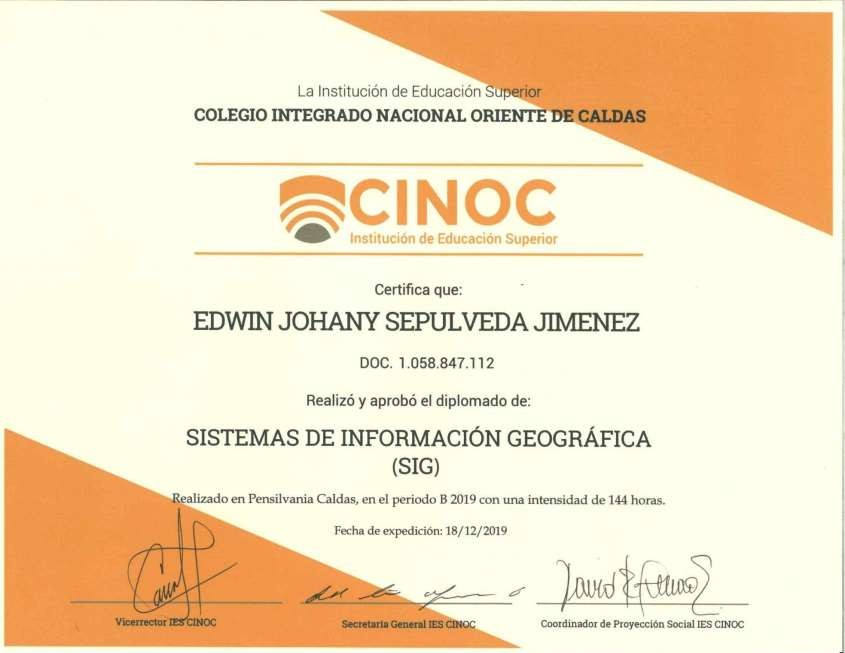 La Institución de Educación Superior
COLEGIO INTEGRADO NACIONAL ORIENTE DE CALDAS
CINOC
Institución de Educación Superior
Certifica que:
EDWIN JOHANY SEPULVEDA JIMENEZ
DOC. 1.058.847.112
Realizó y aprobó el diplomado de:
SISTEMAS DE INFORMACIÓN GEOGRÁFICA
(SIG)
Realizado en Pensilvania Caldas, en el periodo B 2019 con una intensidad de 144 horas.
Fecha de expedición: 18/12/2019
Vicerrector IES CINOC
Secretaria General IES CINOC
Coordinador de Proyección Social IES CINOC